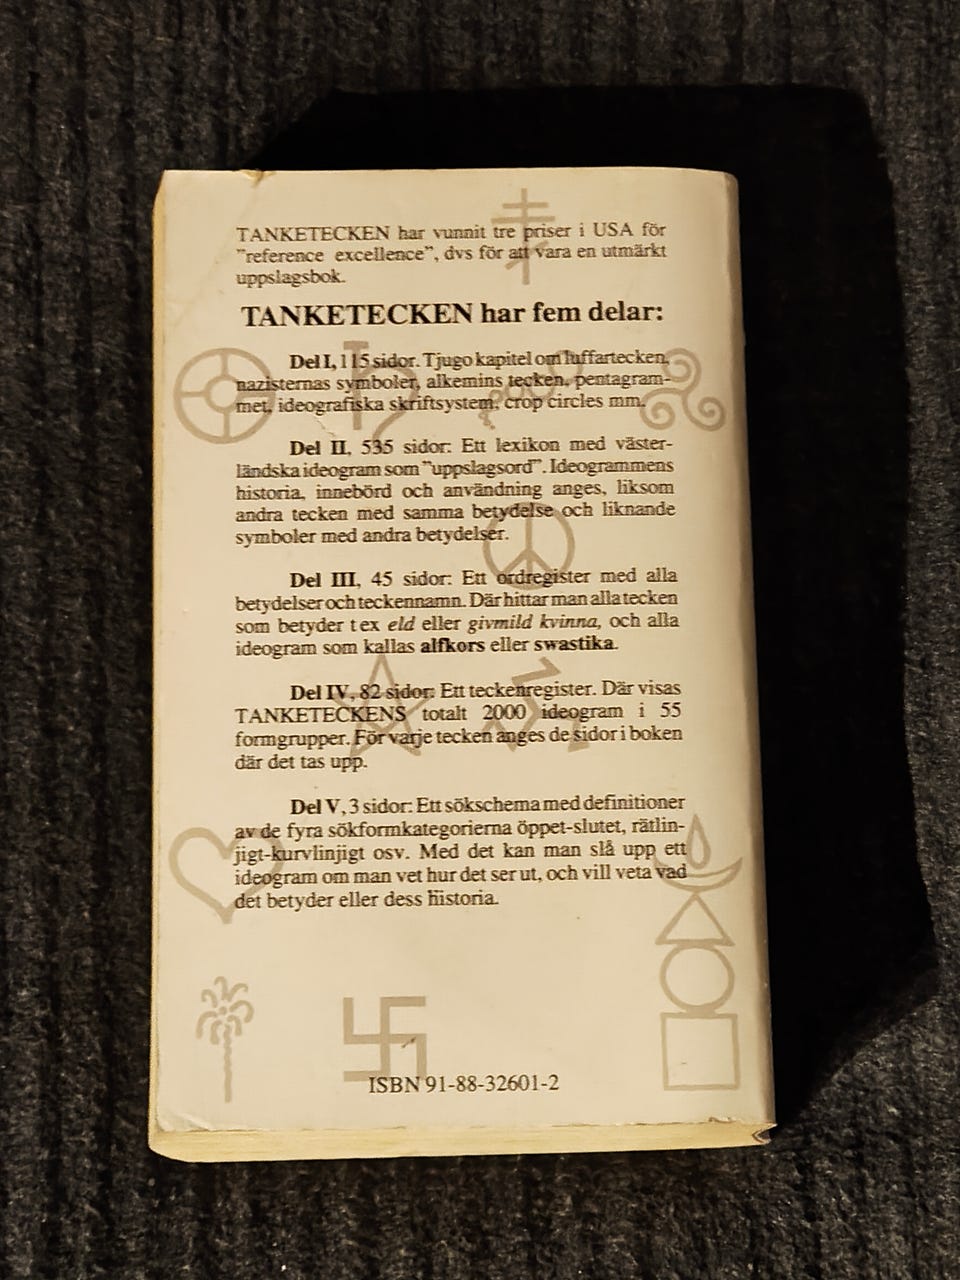 TANKETECKEN har vunnit tre priser i USA för
"reference excellence", dvs för att vara en utmärkt
uppslagsbok.
TANKETECKEN har fem delar:
Del I, 115 sidor. Tjugo kapitel om luffartecken,
nazisternas symboler, alkemins tecken, pentagram-
met, ideografiska skriftsystem, crop circles mm.
Del II, 535 sidor: Ett lexikon med väster-
ländska ideogram som "uppslagsord". Ideogrammens
historia, innebörd och användning anges, liksom
andra tecken med samma betydelse och liknande
symboler med andra betydelser.
Del III, 45 sidor: Ett ordregister med alla
betydelser och teckennamn. Där hittar man alla tecken
som betyder t ex eld eller givmild kvinna, och alla
ideogram som kallas alfkors eller swastika.
Del IV, 82 sidor: Ett teckenregister. Där visas
TANKETECKENS totalt 2000 ideogram i 55
formgrupper. För varje tecken anges de sidor i boken
där det tas upp.
Del V, 3 sidor: Ett sökschema med definitioner
av de fyra sökformkategorierna öppet-slutet, rätlin-
jigt-kurvlinjigt osv. Med det kan man slå upp ett
ideogram om man vet hur det ser ut, och vill veta vad
det betyder eller dess historia.
ISBN 91-88-32601-2